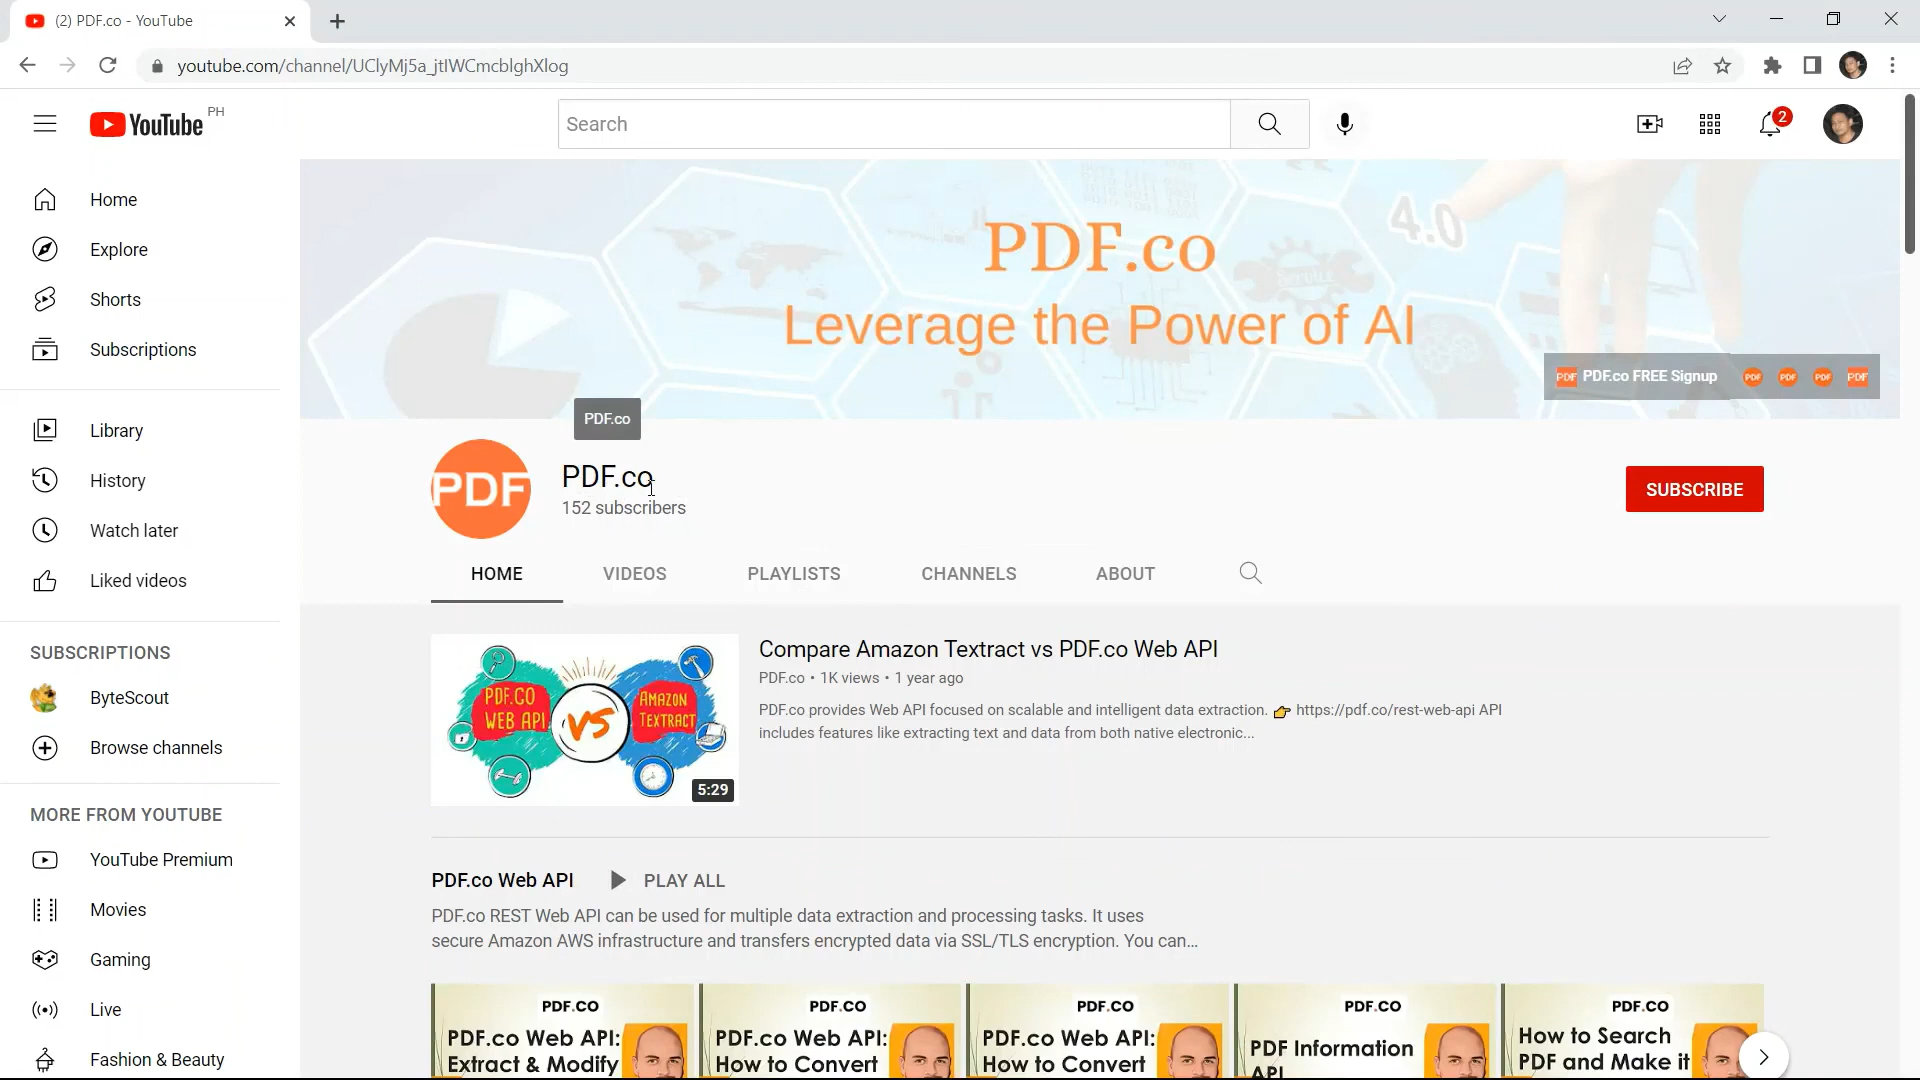 (2) PDF.co - YouTube
youtube.com/channel/UClyMj5a_jtIWCmcblghXlog
YouTube PH
Search
2
Home
Explore
Shorts
Subscriptions
Library
History
Watch later
Liked videos
SUBSCRIPTIONS
ByteScout
Browse channels
MORE FROM YOUTUBE
YouTube Premium
Movies
Gaming
Live
Fashion & Beauty
4.0
PDF.co
Leverage the Power of AI
PDF PDF.co FREE Signup PDF PDF PDF PDF
PDF.co
PDF
PDF.co
152 subscribers
SUBSCRIBE
HOME VIDEOS PLAYLISTS CHANNELS ABOUT
PDF.CO
WEB API
VS
AMAZON
TEXTRACT
5:29
Compare Amazon Textract vs PDF.co Web API
PDF.co • 1K views • 1 year ago
PDF.co provides Web API focused on scalable and intelligent data extraction. 👉 https://pdf.co/rest-web-api API
includes features like extracting text and data from both native electronic...
PDF.co Web API PLAY ALL
PDF.co REST Web API can be used for multiple data extraction and processing tasks. It uses
secure Amazon AWS infrastructure and transfers encrypted data via SSL/TLS encryption. You can...
PDF.CO
PDF.co Web API:
Extract & Modify
PDF.CO
PDF.co Web API:
How to Convert
PDF.CO
PDF.co Web API:
How to Convert
PDF.CO
PDF Information
API
PDF.CO
How to Search
PDF and Make it